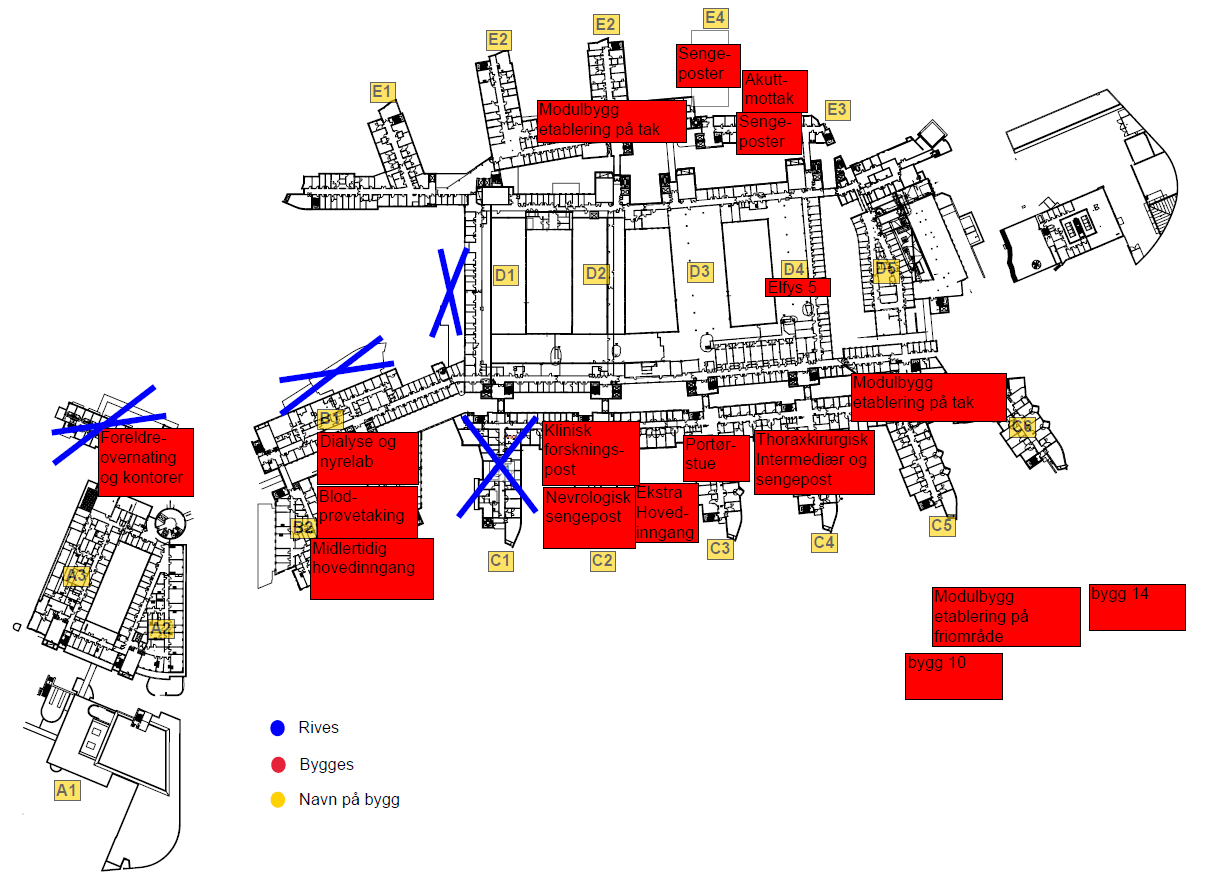 E4
E2
E2
Senge-
poster
Akutt-
mottak
E1
Modulbygg
etablering på tak
E3
Senge-
poster
D1
D2
D3
D4
D5
Elfys 5
Modulbygg
etablering på tak
B1
C6
Foreldre-
overnating
og kontorer
Dialyse og
nyrelab
Klinisk
forsknings-
post
Portør-
stue
Thoraxkirurgisk
Intermediær og
sengepost
Blod-
prøvetaking
Nevrologisk
sengepost
Ekstra
Hoved-
inngang
B2
C5
Midlertidig
hovedinngang
C1
C2
C3
C4
A3
A2
Modulbygg
etablering på
friområde
bygg 14
bygg 10
Rives
Bygges
A1
Navn på bygg